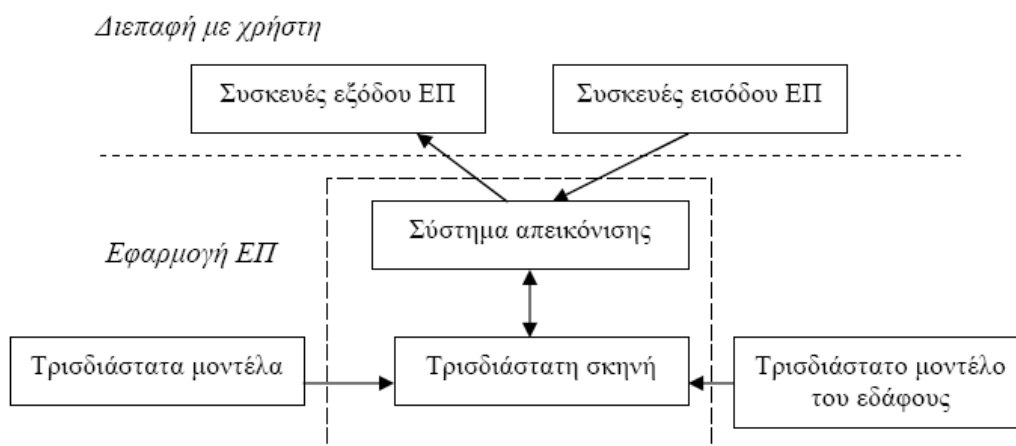 Διεπαφή με χρήστη
Συσκευές εξόδου ΕΠ
Συσκευές εισόδου ΕΠ
Σύστημα απεικόνισης
Εφαρμογή ΕΠ
Τρισδιάστατα μοντέλα
Τρισδιάστατη σκηνή
Τρισδιάστατο μοντέλο
του εδάφους